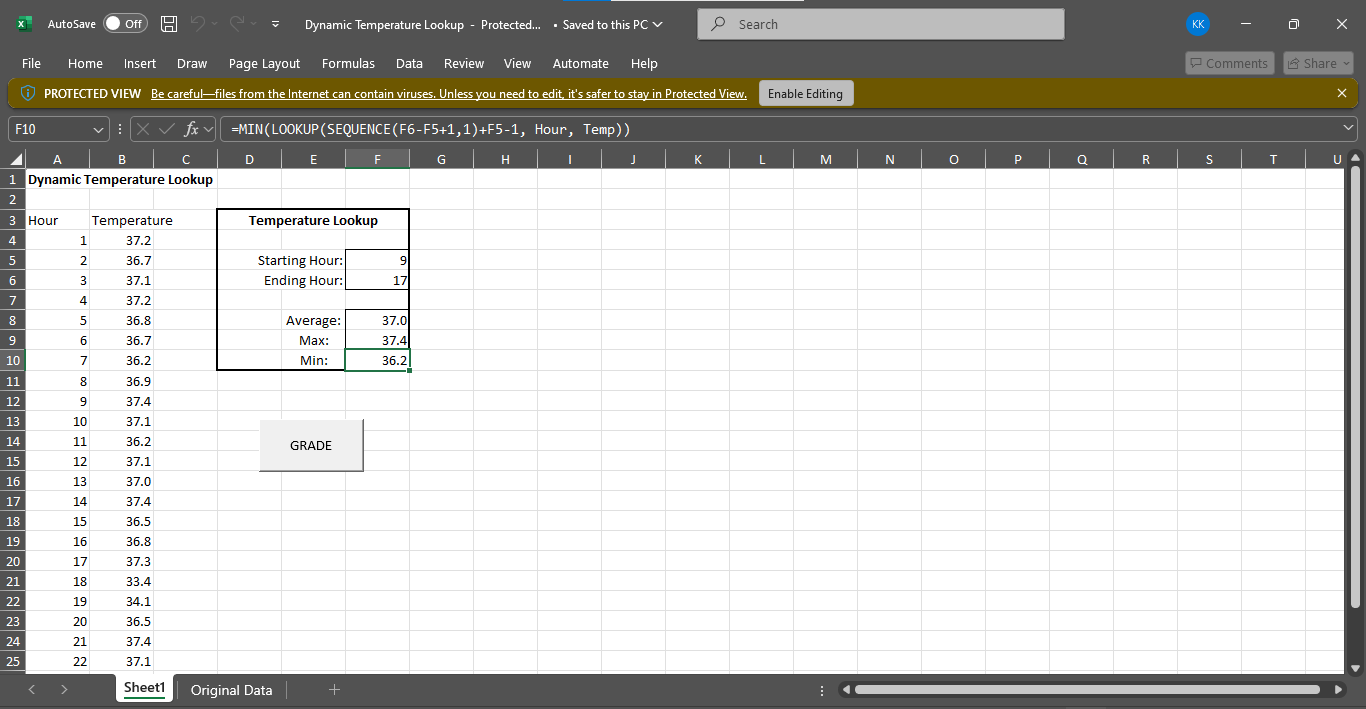 AutoSave Off Dynamic Temperature Lookup - Protected... • Saved to this PC Search KK
File Home Insert Draw Page Layout Formulas Data Review View Automate Help Comments Share
PROTECTED VIEW Be careful—files from the Internet can contain viruses. Unless you need to edit, it's safer to stay in Protected View. Enable Editing
F10 fx =MIN(LOOKUP(SEQUENCE(F6-F5+1,1)+F5-1, Hour, Temp))
A B C D E F G H I J K L M N O P Q R S T U
1 Dynamic Temperature Lookup
2
3 Hour Temperature Temperature Lookup
4 1 37.2
5 2 36.7 Starting Hour: 9
6 3 37.1 Ending Hour: 17
7 4 37.2
8 5 36.8 Average: 37.0
9 6 36.7 Max: 37.4
10 7 36.2 Min: 36.2
11 8 36.9
12 9 37.4
13 10 37.1
14 11 36.2 GRADE
15 12 37.1
16 13 37.0
17 14 37.4
18 15 36.5
19 16 36.8
20 17 37.3
21 18 33.4
22 19 34.1
23 20 36.5
24 21 37.4
25 22 37.1
Sheet1 Original Data